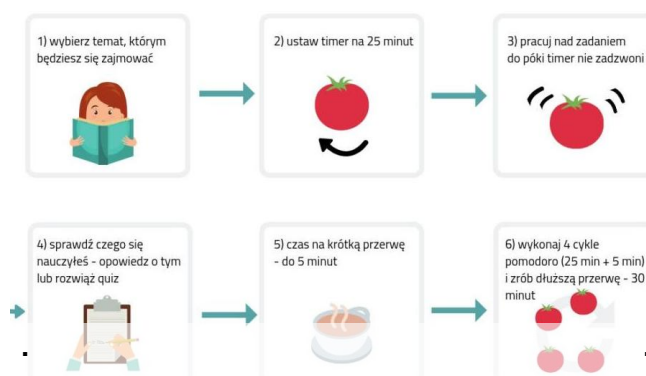 1) wybierz temat, którym
będziesz się zajmować
2) ustaw timer na 25 minut
3) pracuj nad zadaniem
do póki timer nie zadzwoni
4) sprawdź czego się
nauczyłeś - opowiedz o tym
lub rozwiąż quiz
5) czas na krótką przerwę
- do 5 minut
6) wykonaj 4 cykle
pomodoro (25 min + 5 min)
i zrób dłuższą przerwę - 30
minut